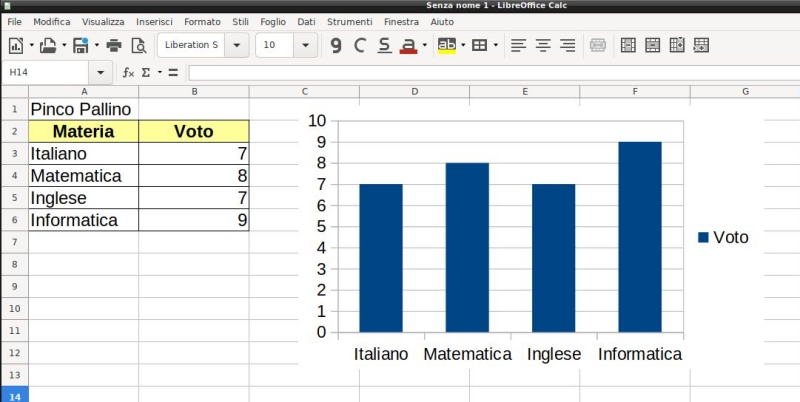 Senza nome 1 - LibreOffice Calc
File Modifica Visualizza Inserisci Formato Stili Foglio Dati Strumenti Finestra Aiuto
Liberation S 10 g C S a ab
H14 fx Σ =
A B C D E F G
1 Pinco Pallino
2 Materia Voto
3 Italiano 7
4 Matematica 8
5 Inglese 7
6 Informatica 9
7
8
9
10
11
12
13
14
10
9
8
7
6
5
4
3
2
1
0
Italiano Matematica Inglese Informatica
Voto